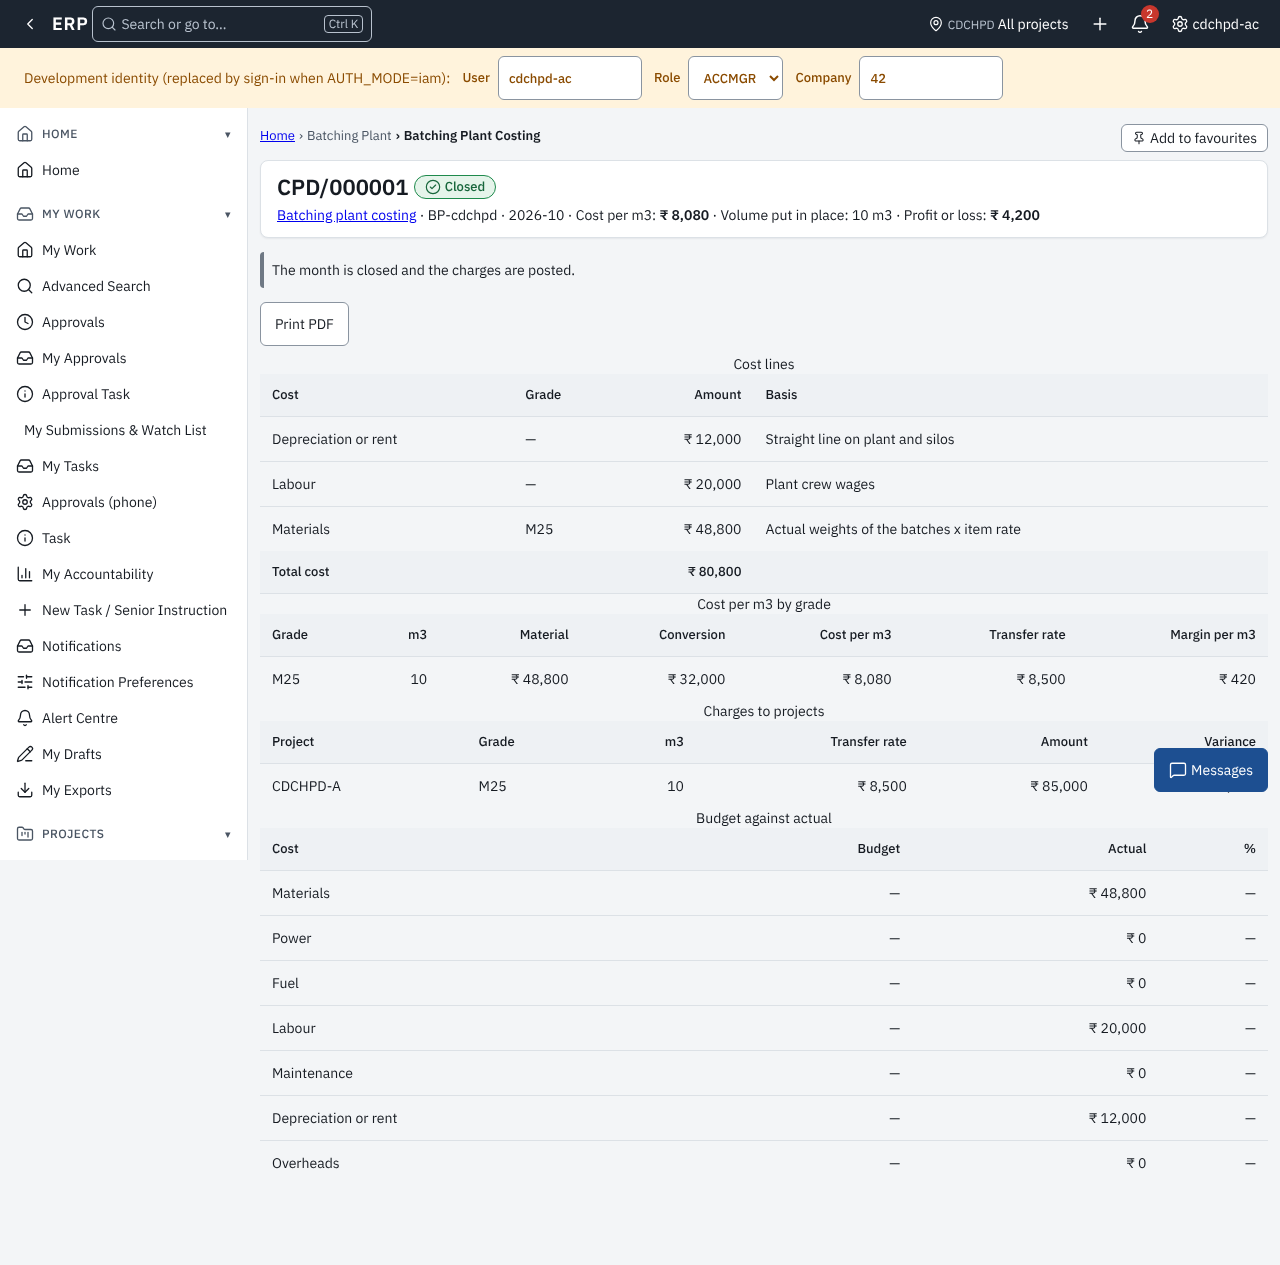 ERP Search or go to... Ctrl K CDCHPD All projects 2 cdchpd-ac
Development identity (replaced by sign-in when AUTH_MODE=iam): User cdchpd-ac Role ACCMGR Company 42
HOME
Home
MY WORK
My Work
Advanced Search
Approvals
My Approvals
Approval Task
My Submissions & Watch List
My Tasks
Approvals (phone)
Task
My Accountability
New Task / Senior Instruction
Notifications
Notification Preferences
Alert Centre
My Drafts
My Exports
PROJECTS
Home › Batching Plant › Batching Plant Costing
Add to favourites
CPD/000001 Closed
Batching plant costing · BP-cdchpd · 2026-10 · Cost per m3: ₹ 8,080 · Volume put in place: 10 m3 · Profit or loss: ₹ 4,200
The month is closed and the charges are posted.
Print PDF
Cost lines
Cost Grade Amount Basis
Depreciation or rent — ₹ 12,000 Straight line on plant and silos
Labour — ₹ 20,000 Plant crew wages
Materials M25 ₹ 48,800 Actual weights of the batches x item rate
Total cost ₹ 80,800
Cost per m3 by grade
Grade m3 Material Conversion Cost per m3 Transfer rate Margin per m3
M25 10 ₹ 48,800 ₹ 32,000 ₹ 8,080 ₹ 8,500 ₹ 420
Charges to projects
Project Grade m3 Transfer rate Amount Variance
CDCHPD-A M25 10 ₹ 8,500 ₹ 85,000
Messages
Budget against actual
Cost Budget Actual %
Materials — ₹ 48,800 —
Power — ₹ 0 —
Fuel — ₹ 0 —
Labour — ₹ 20,000 —
Maintenance — ₹ 0 —
Depreciation or rent — ₹ 12,000 —
Overheads — ₹ 0 —